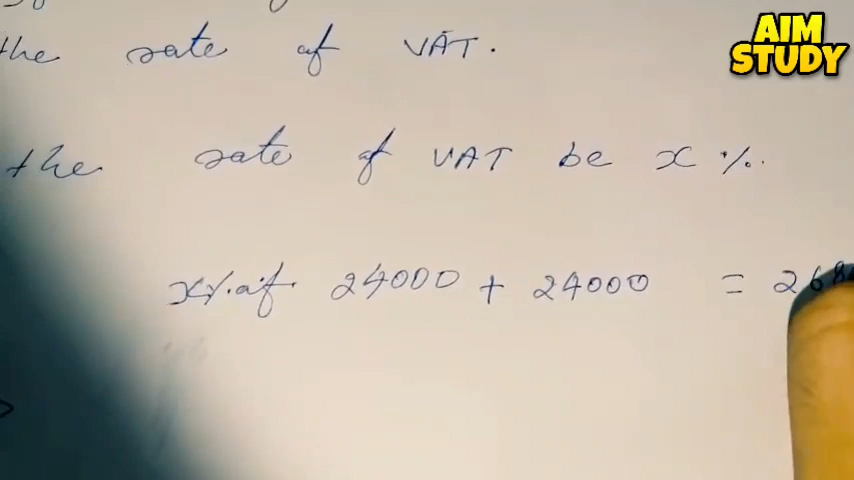 AIM
STUDY
the rate of VAT.
the rate of VAT be x %.
x%.of. 24000 + 24000 =